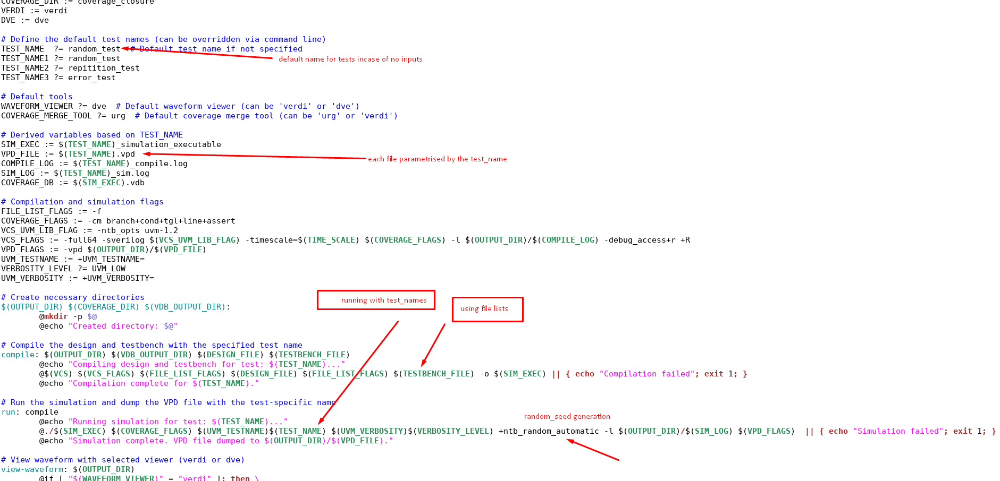 COVERAGE_DIR := coverage_closure
VERDI := verdi
DVE := dve

# Define the default test names (can be overridden via command line)
TEST_NAME  ?= random_test  # Default test name if not specified
default name for tests incase of no inputs
TEST_NAME1 ?= random_test
TEST_NAME2 ?= repitition_test
TEST_NAME3 ?= error_test

# Default tools
WAVEFORM_VIEWER ?= dve  # Default waveform viewer (can be 'verdi' or 'dve')
COVERAGE_MERGE_TOOL ?= urg  # Default coverage merge tool (can be 'urg' or 'verdi')

# Derived variables based on TEST_NAME
SIM_EXEC := $(TEST_NAME)_simulation_executable
VPD_FILE := $(TEST_NAME).vpd
each file parametrised by the test_name
COMPILE_LOG := $(TEST_NAME)_compile.log
SIM_LOG := $(TEST_NAME)_sim.log
COVERAGE_DB := $(SIM_EXEC).vdb

# Compilation and simulation flags
FILE_LIST_FLAGS := -f
COVERAGE_FLAGS := -cm branch+cond+tgl+line+assert
VCS_UVM_LIB_FLAG := -ntb_opts uvm-1.2
VCS_FLAGS := -full64 -sverilog $(VCS_UVM_LIB_FLAG) -timescale=$(TIME_SCALE) $(COVERAGE_FLAGS) -l $(OUTPUT_DIR)/$(COMPILE_LOG) -debug_access+r +R
VPD_FLAGS := -vpd $(OUTPUT_DIR)/$(VPD_FILE)
UVM_TESTNAME := +UVM_TESTNAME=
VERBOSITY_LEVEL ?= UVM_LOW
UVM_VERBOSITY := +UVM_VERBOSITY=

# Create necessary directories
running with test_names
using file lists
$(OUTPUT_DIR) $(COVERAGE_DIR) $(VDB_OUTPUT_DIR):
        @mkdir -p $@
        @echo "Created directory: $@"

# Compile the design and testbench with the specified test name
compile: $(OUTPUT_DIR) $(VDB_OUTPUT_DIR) $(DESIGN_FILE) $(TESTBENCH_FILE)
        @echo "Compiling design and testbench for test: $(TEST_NAME)..."
        @$(VCS) $(VCS_FLAGS) $(FILE_LIST_FLAGS) $(DESIGN_FILE) $(FILE_LIST_FLAGS) $(TESTBENCH_FILE) -o $(SIM_EXEC) || { echo "Compilation failed"; exit 1; }
        @echo "Compilation complete for $(TEST_NAME)."

# Run the simulation and dump the VPD file with the test-specific name
run: compile
random_seed generation
        @echo "Running simulation for test: $(TEST_NAME)..."
        @./$(SIM_EXEC) $(COVERAGE_FLAGS) $(UVM_TESTNAME)$(TEST_NAME) $(UVM_VERBOSITY)$(VERBOSITY_LEVEL) +ntb_random_automatic -l $(OUTPUT_DIR)/$(SIM_LOG) $(VPD_FLAGS)  || { echo "Simulation failed"; exit 1; }
        @echo "Simulation complete. VPD file dumped to $(OUTPUT_DIR)/$(VPD_FILE)."

# View waveform with selected viewer (verdi or dve)
view-waveform: $(OUTPUT_DIR)
        @if [ "$(WAVEFORM_VIEWER)" = "verdi" ]; then \